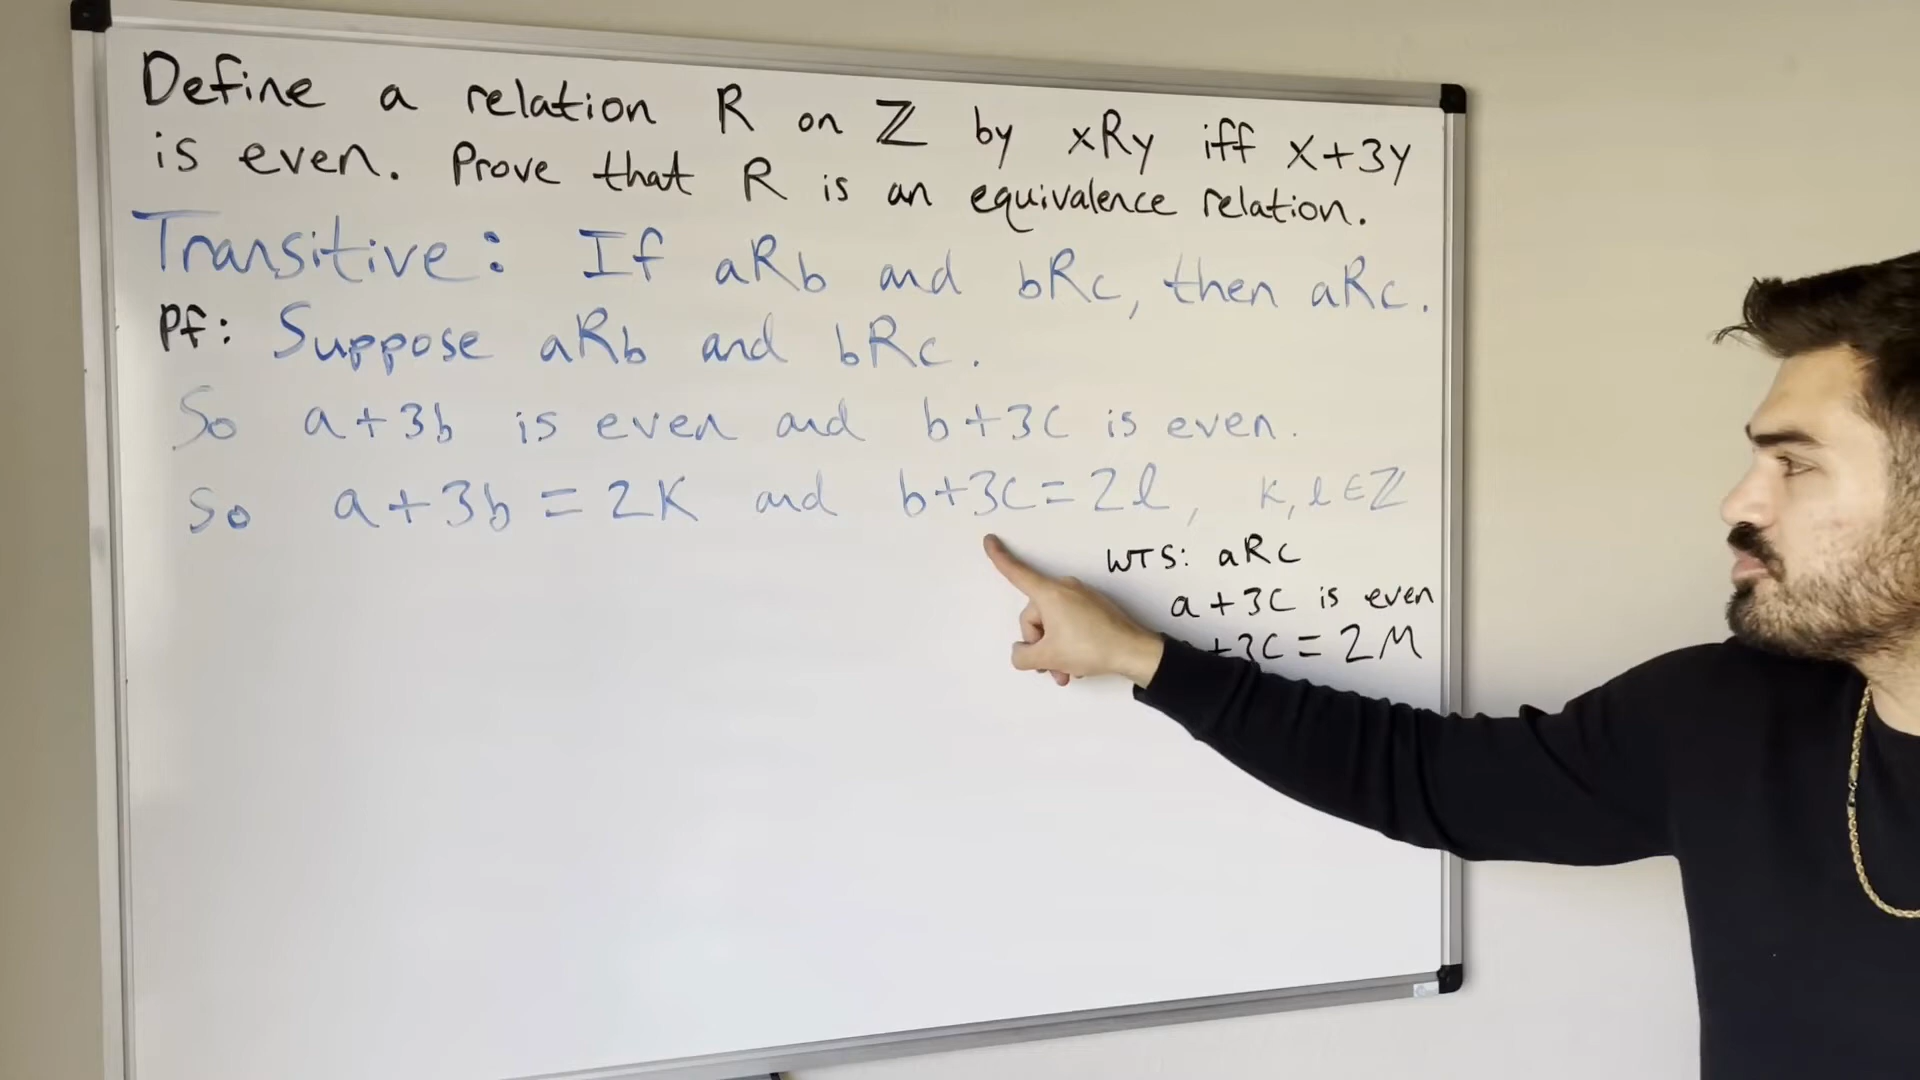 Define a relation R on ℤ by xRy iff x+3y
is even. Prove that R is an equivalence relation.
Transitive: If aRb and bRc, then aRc.
Pf: Suppose aRb and bRc.
So a+3b is even and b+3c is even.
So a+3b = 2K and b+3c = 2l, K, l ∈ ℤ
WTS: aRc
a+3c is even
+3c = 2M